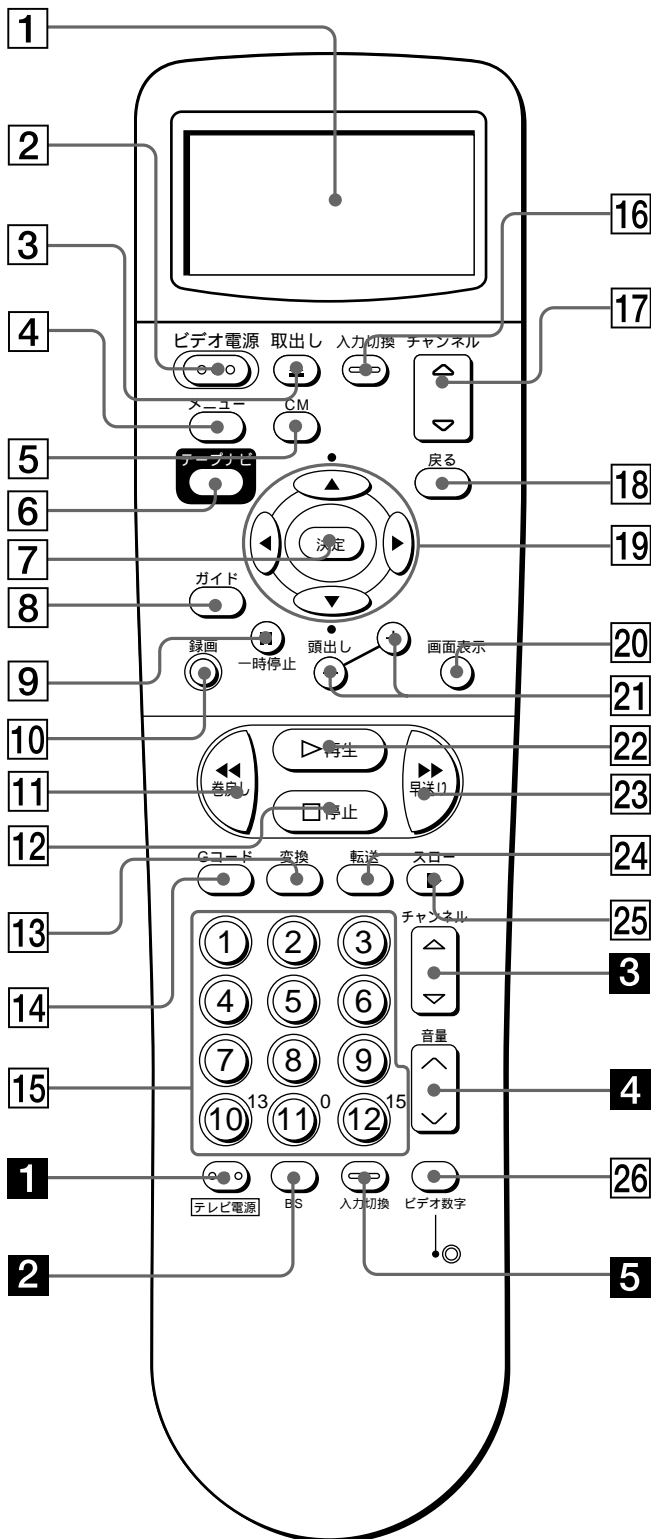 1
2
16
3
17
4
ビデオ電源 取出し 入力切換 チャンネル
メニュー CM
5
テープナビ 戻る
6
18
7
決定
19
8
ガイド
9
録画 一時停止 頭出し 画面表示
20
10
21
再生
22
11
巻戻し 早送り
23
12
停止
Gコード 変換 転送 スロー
24
13
チャンネル
25
1 2 3
3
14
4 5 6
音量
15
7 8 9
4
10 13 11 0 12 15
1
26
テレビ電源 BS 入力切換 ビデオ数字
2
5